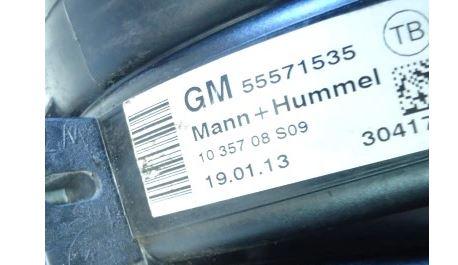 GM 55571535
TB
Mann+Hummel
10 357 08 S09
30417
19.01.13